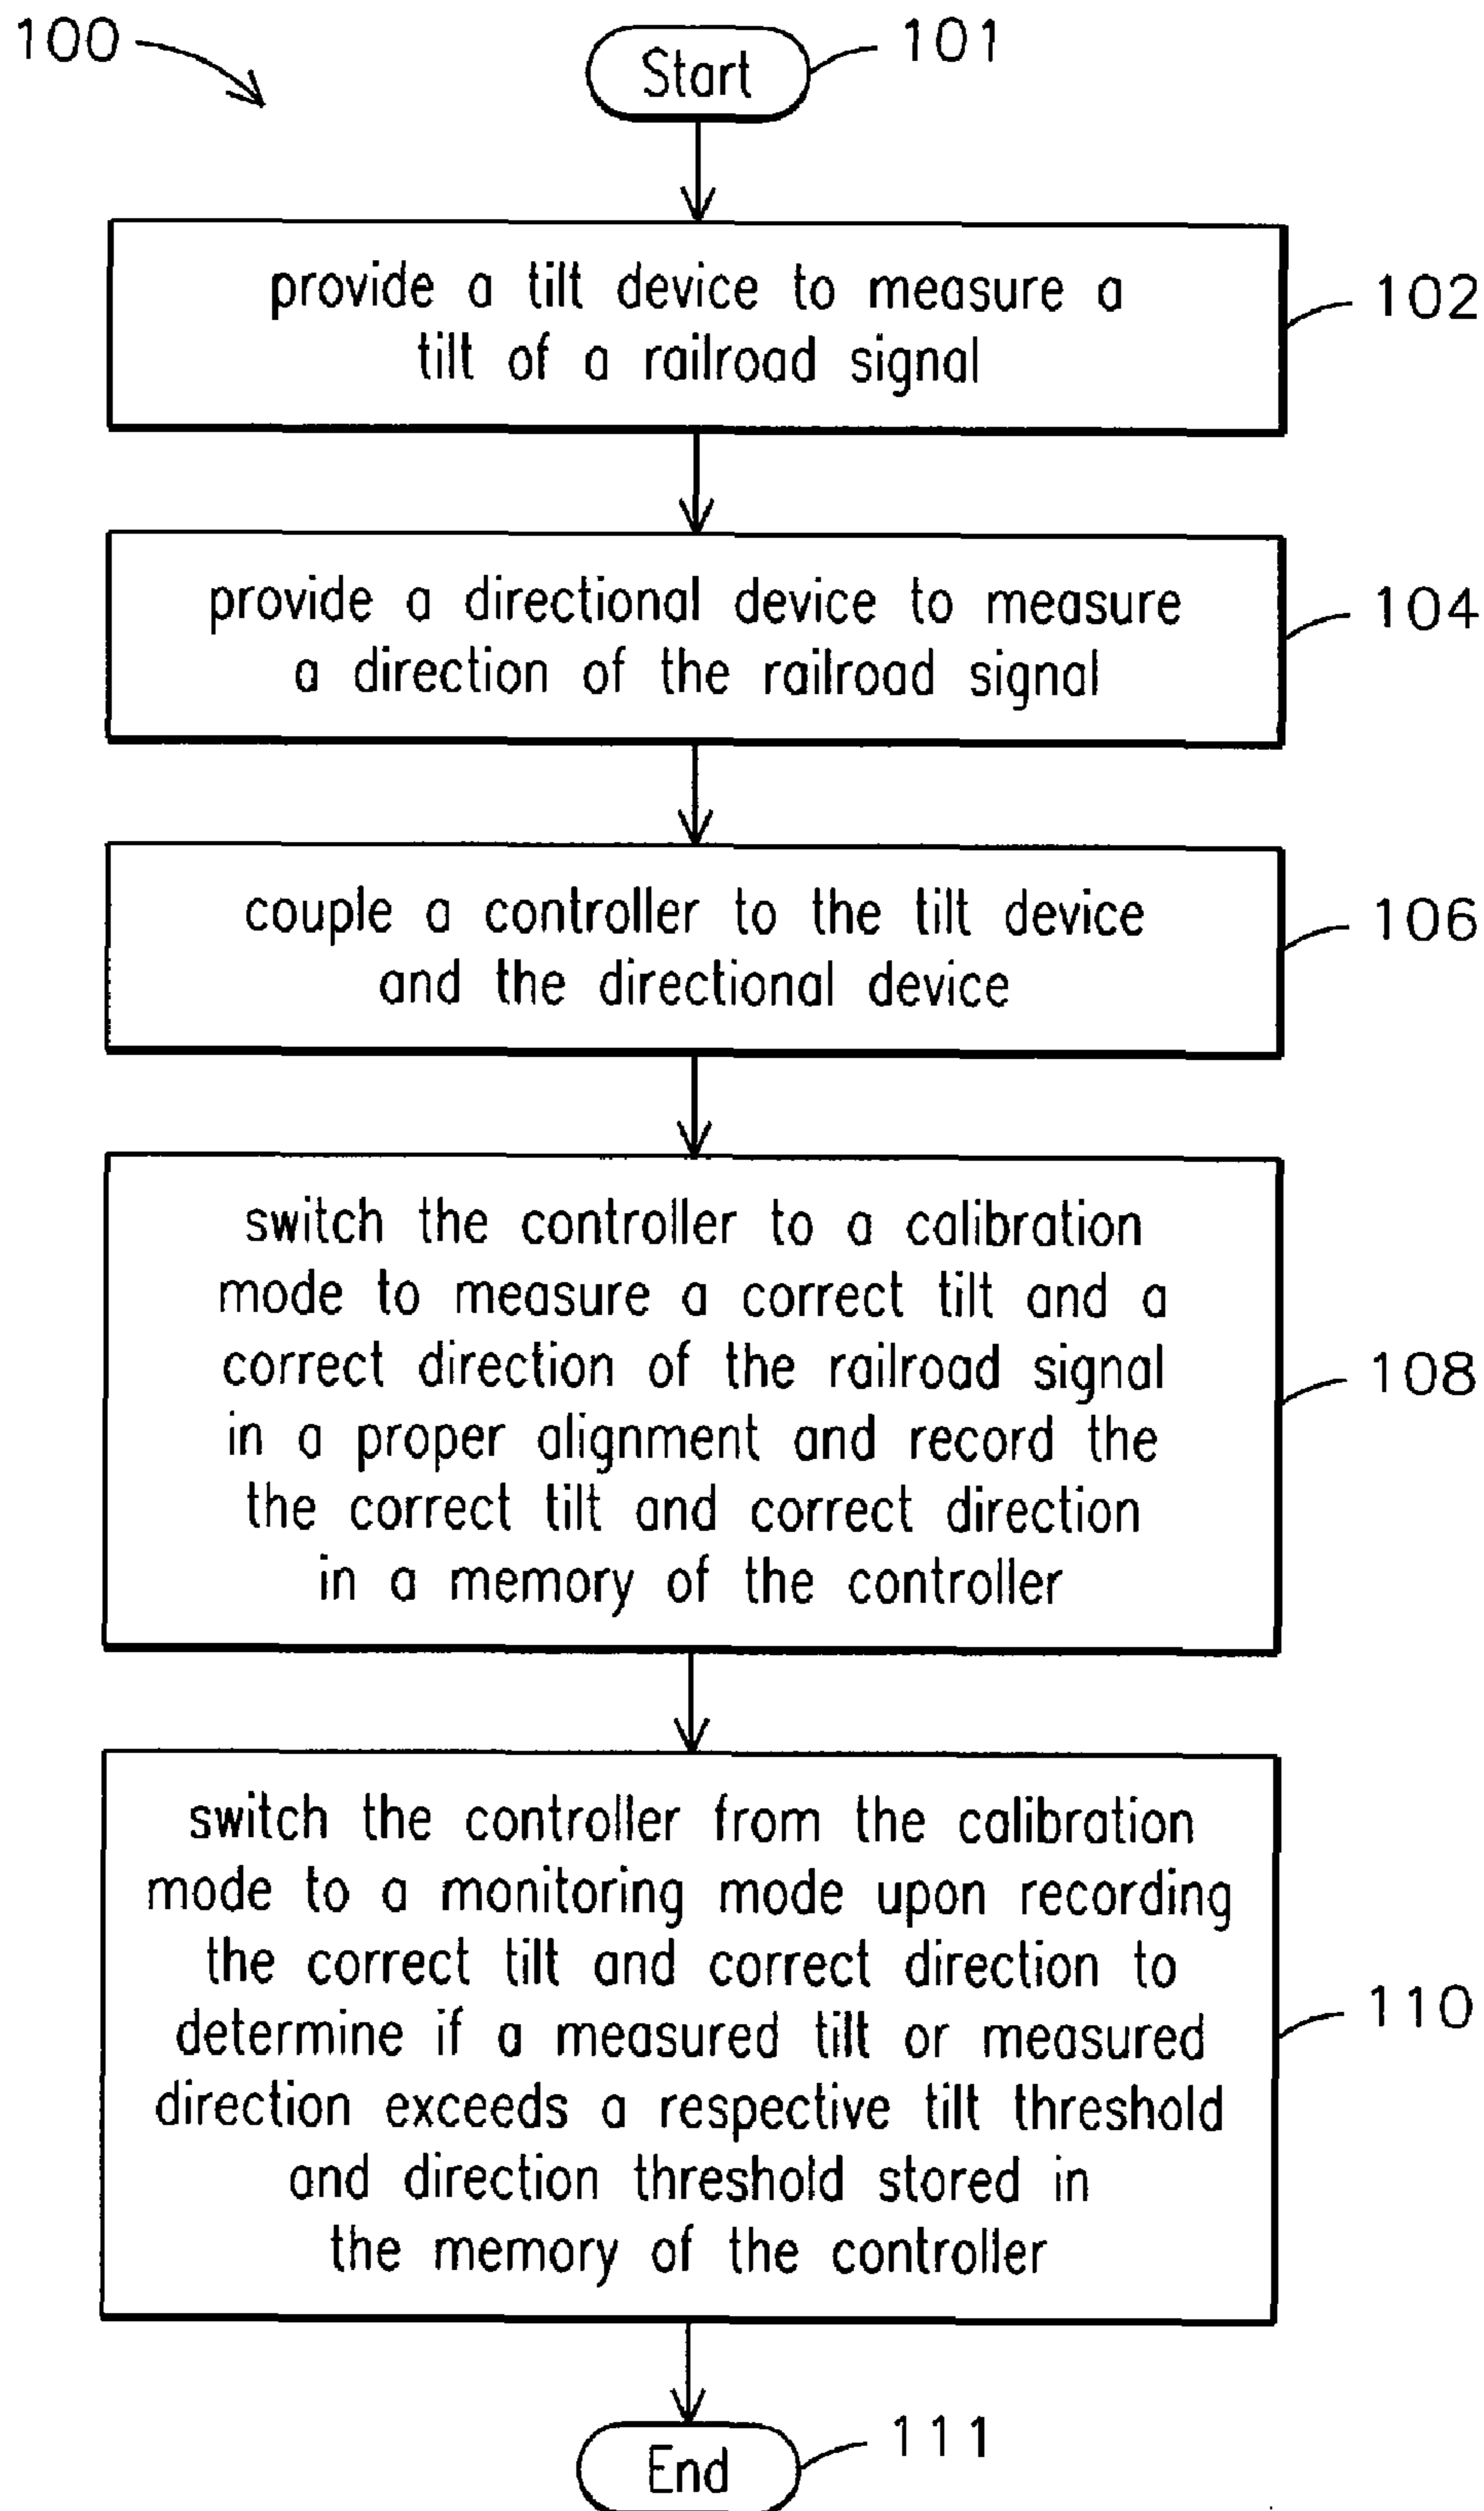 100
Start
101
provide a tilt device to measure a
tilt of a railroad signal
102
provide a directional device to measure
a direction of the railroad signal
104
couple a controller to the tilt device
and the directional device
106
switch the controller to a calibration
mode to measure a correct tilt and a
correct direction of the railroad signal
in a proper alignment and record the
the correct tilt and correct direction
in a memory of the controller
108
switch the controller from the calibration
mode to a monitoring mode upon recording
the correct tilt and correct direction to
determine if a measured tilt or measured
direction exceeds a respective tilt threshold
and direction threshold stored in
the memory of the controller
110
End
111